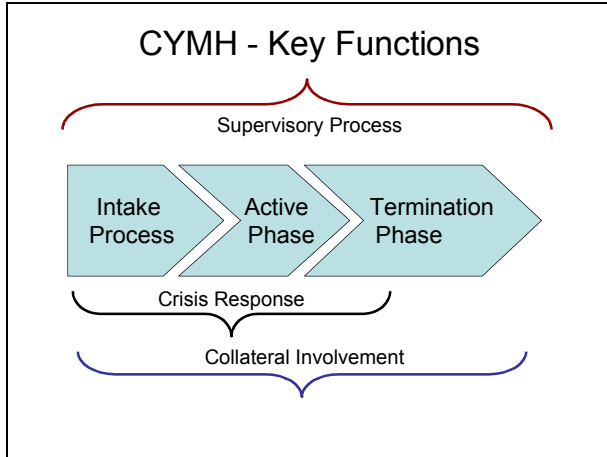 CYMH - Key Functions
Supervisory Process
Intake
Process
Active
Phase
Termination
Phase
Crisis Response
Collateral Involvement